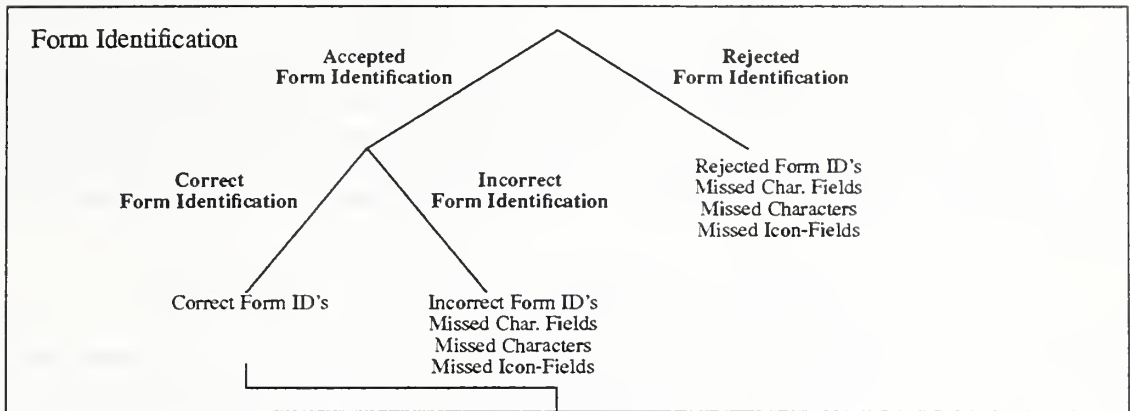 Form Identification
Accepted
Form Identification
Rejected
Form Identification
Correct
Form Identification
Incorrect
Form Identification
Rejected Form ID's
Missed Char. Fields
Missed Characters
Missed Icon-Fields
Correct Form ID's
Incorrect Form ID's
Missed Char. Fields
Missed Characters
Missed Icon-Fields